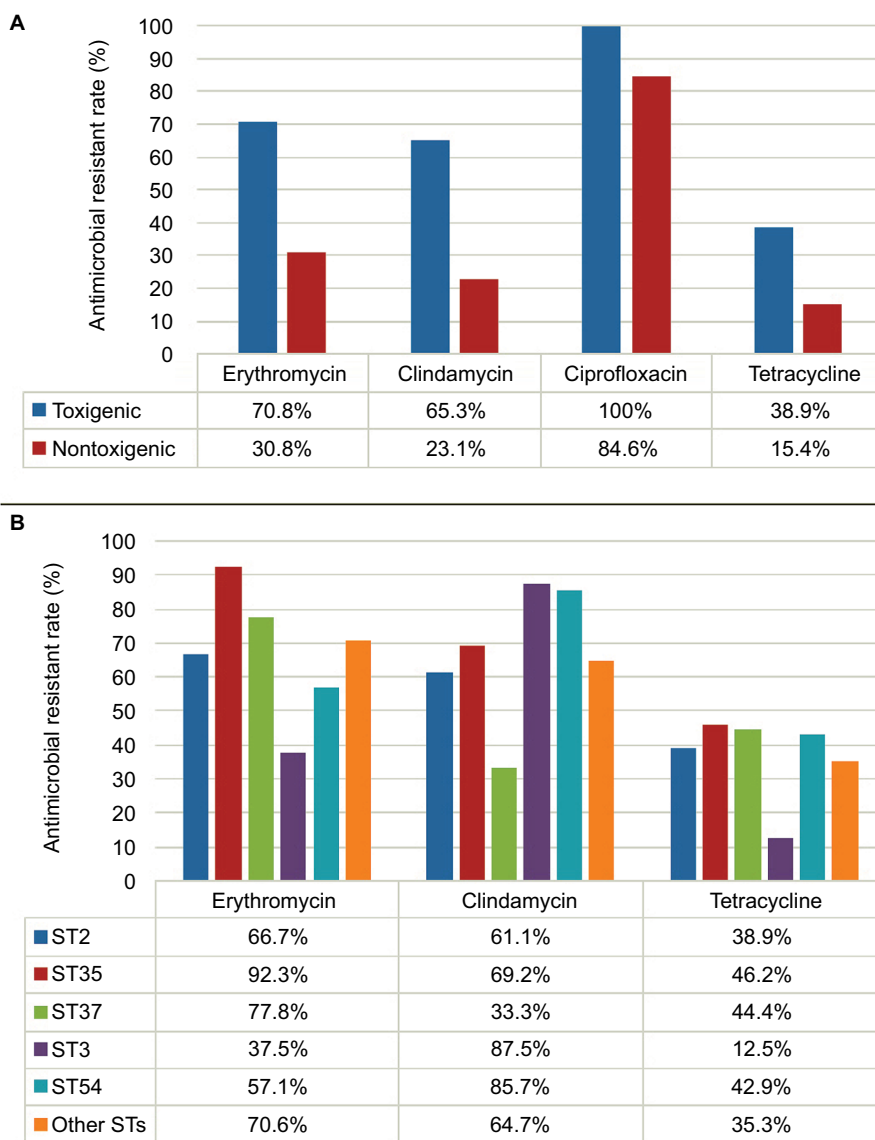 A
Antimicrobial resistant rate (%)
100
90
80
70
60
50
40
30
20
10
0
Erythromycin Clindamycin Ciprofloxacin Tetracycline
Toxigenic 70.8% 65.3% 100% 38.9%
Nontoxigenic 30.8% 23.1% 84.6% 15.4%
B
Antimicrobial resistant rate (%)
100
90
80
70
60
50
40
30
20
10
0
Erythromycin Clindamycin Tetracycline
ST2 66.7% 61.1% 38.9%
ST35 92.3% 69.2% 46.2%
ST37 77.8% 33.3% 44.4%
ST3 37.5% 87.5% 12.5%
ST54 57.1% 85.7% 42.9%
Other STs 70.6% 64.7% 35.3%